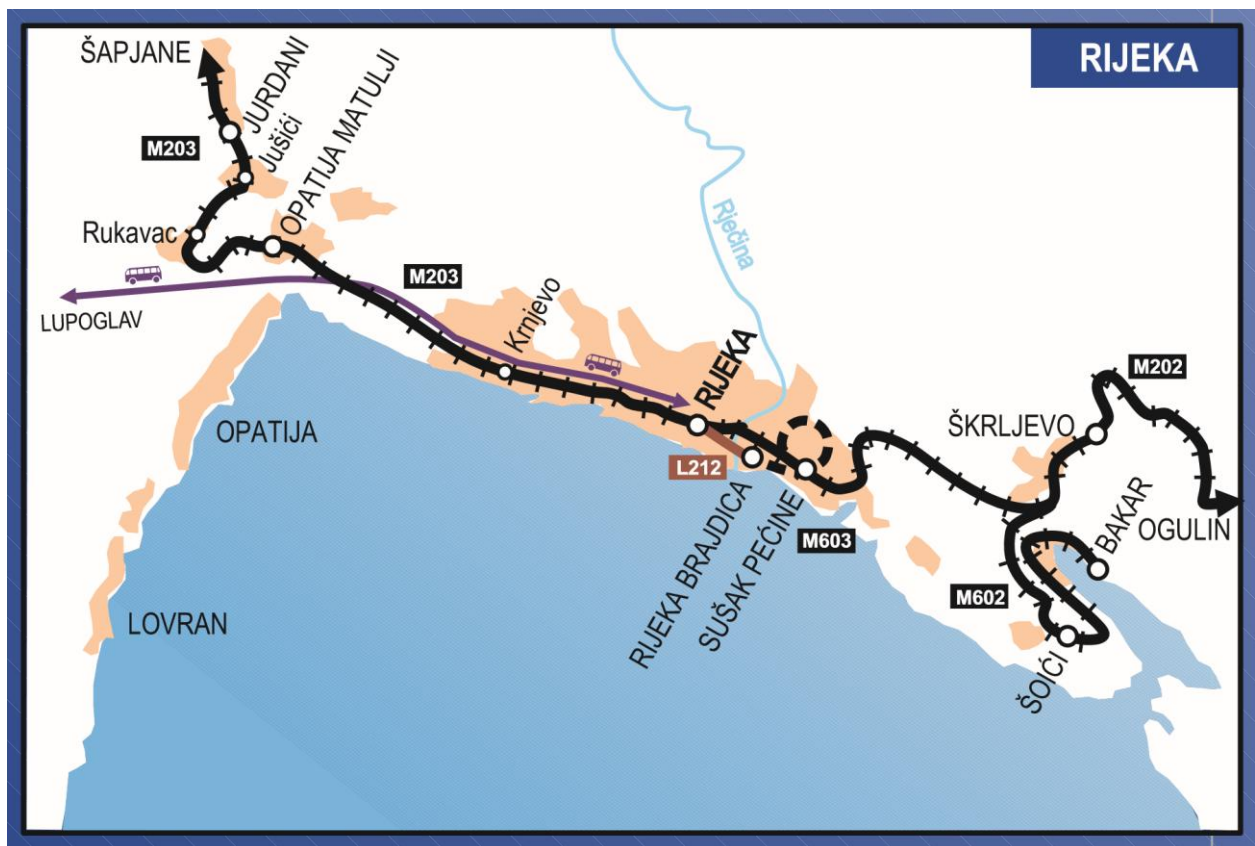 RIJEKA
ŠAPJANE
JURDANI
M203
Jušići
OPATIJA MATULJI
Rukavac
Rječina
M203
LUPOGLAV
Krnjevo
RIJEKA
M202
ŠKRLJEVO
OPATIJA
L212
RIJEKA BRAJDICA
SUŠAK PEĆINE
M603
BAKAR
OGULIN
M602
LOVRAN
ŠOIĆI